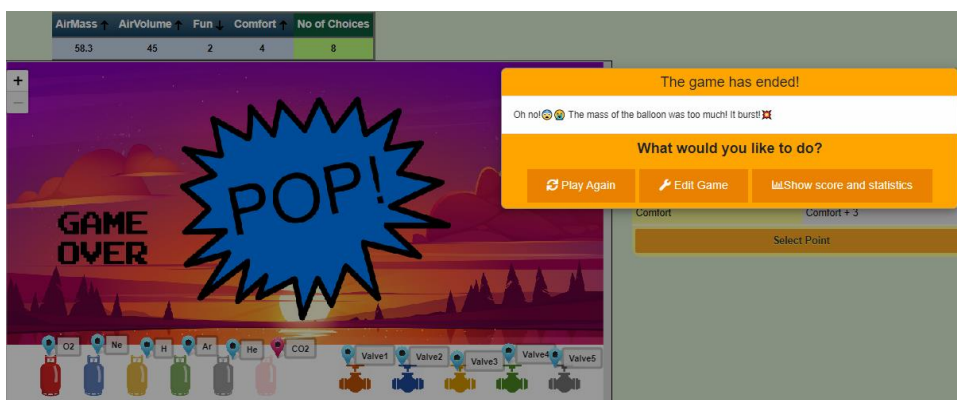 AirMass↑ AirVolume↑ Fun↓ Comfort↑ No of Choices
58.3 45 2 4 8
+
−
The game has ended!
Oh no!😨😱 The mass of the balloon was too much! It burst!💥
What would you like to do?
Play Again Edit Game Show score and statistics
Comfort Comfort + 3
Select Point
POP!
GAME
OVER
O2 Ne H Ar He CO2
Valve1 Valve2 Valve3 Valve4 Valve5